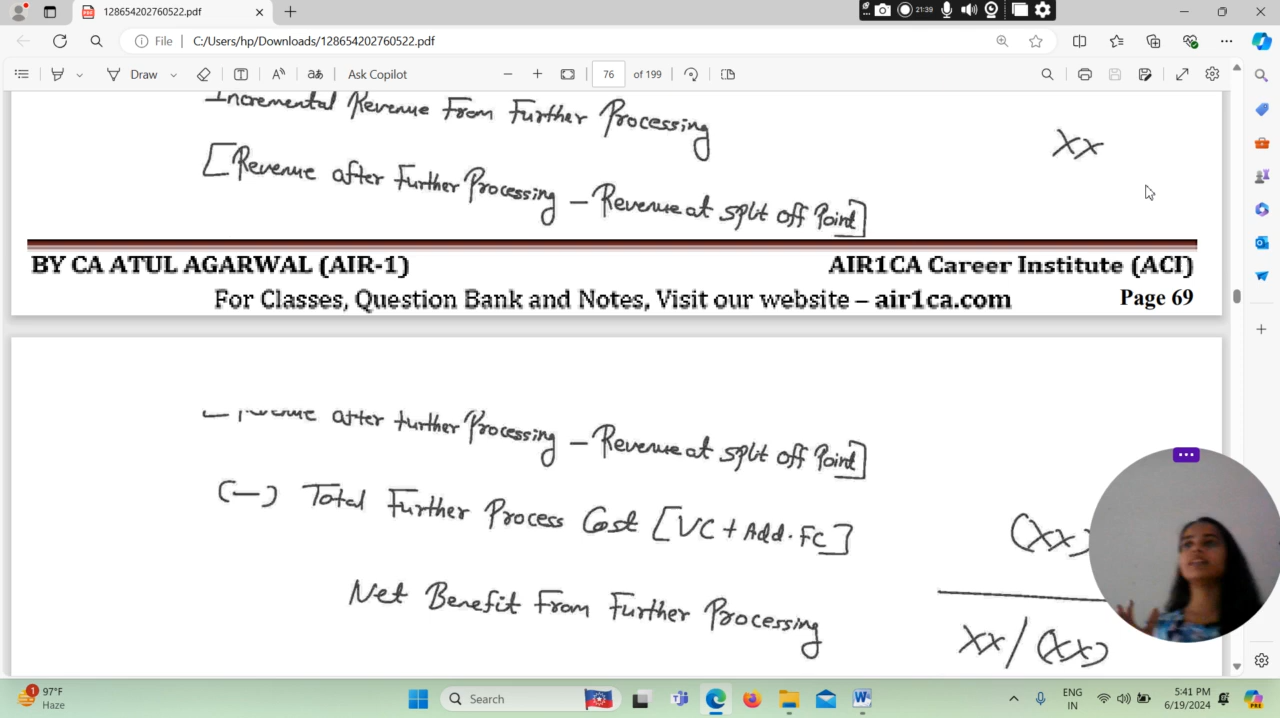 128654202760522.pdf
21:39
File
C:/Users/hp/Downloads/128654202760522.pdf
Draw
Ask Copilot
76 of 199
Incremental Revenue From Further Processing
XX
[Revenue after Further Processing – Revenue at split off Point]
BY CA ATUL AGARWAL (AIR-1) AIR1CA Career Institute (ACI)
For Classes, Question Bank and Notes, Visit our website – air1ca.com Page 69
Revenue after Further Processing – Revenue at split off Point]
(–) Total Further Process Cost [VC + Add. FC]
(XX)
Net Benefit From Further Processing
XX/(XX)
1
97°F
Haze
Search
ENG
IN
5:41 PM
6/19/2024